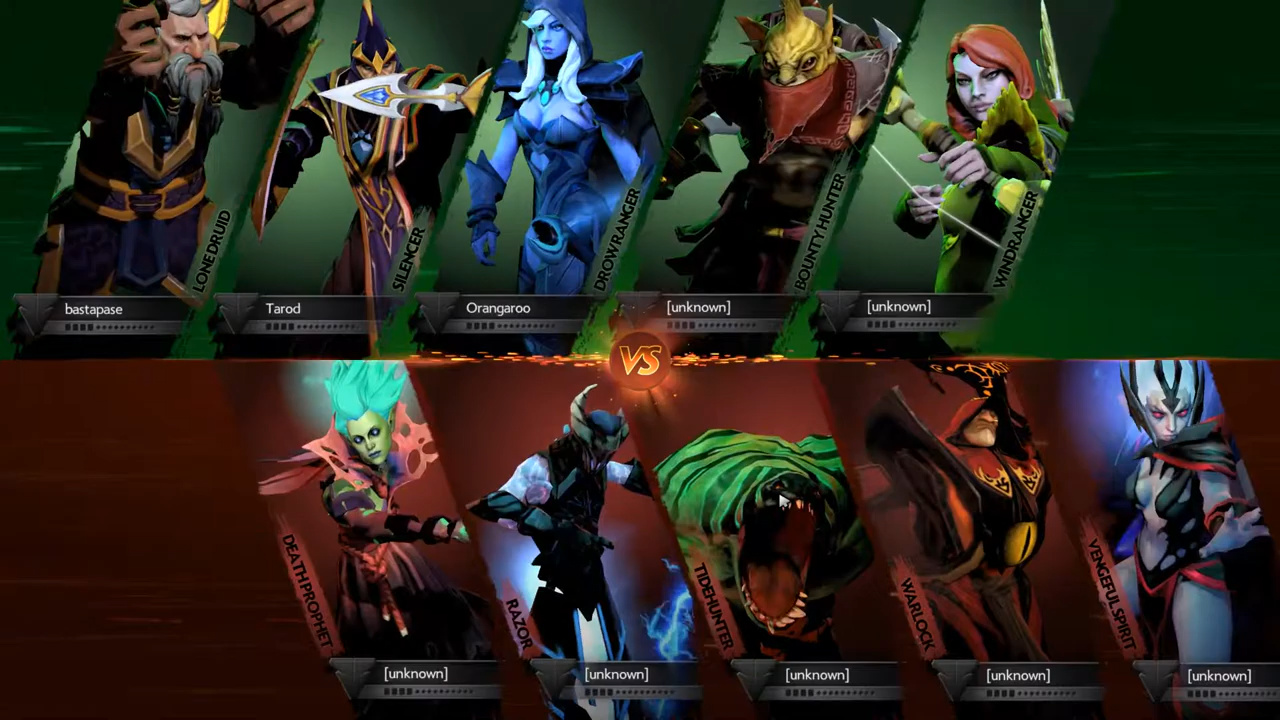 LONE DRUID
SILENCER
DROW RANGER
BOUNTY HUNTER
WINDRANGER
bastapase
Tarod
Orangaroo
[unknown]
[unknown]
VS
DEATH PROPHET
RAZOR
TIDEHUNTER
WARLOCK
VENGEFUL SPIRIT
[unknown]
[unknown]
[unknown]
[unknown]
[unknown]